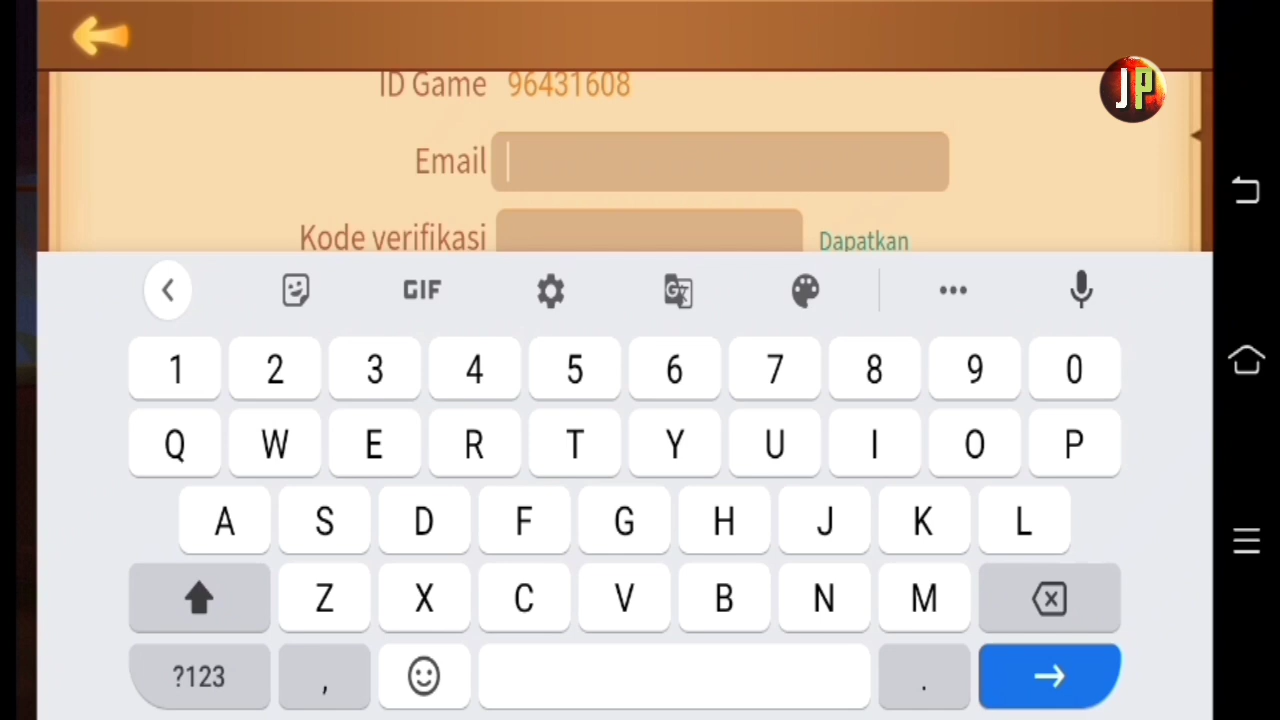 ID Game 96431608
JP
Email
Kode verifikasi Dapatkan
GIF G
1 2 3 4 5 6 7 8 9 0
Q W E R T Y U I O P
A S D F G H J K L
Z X C V B N M
?123 , .